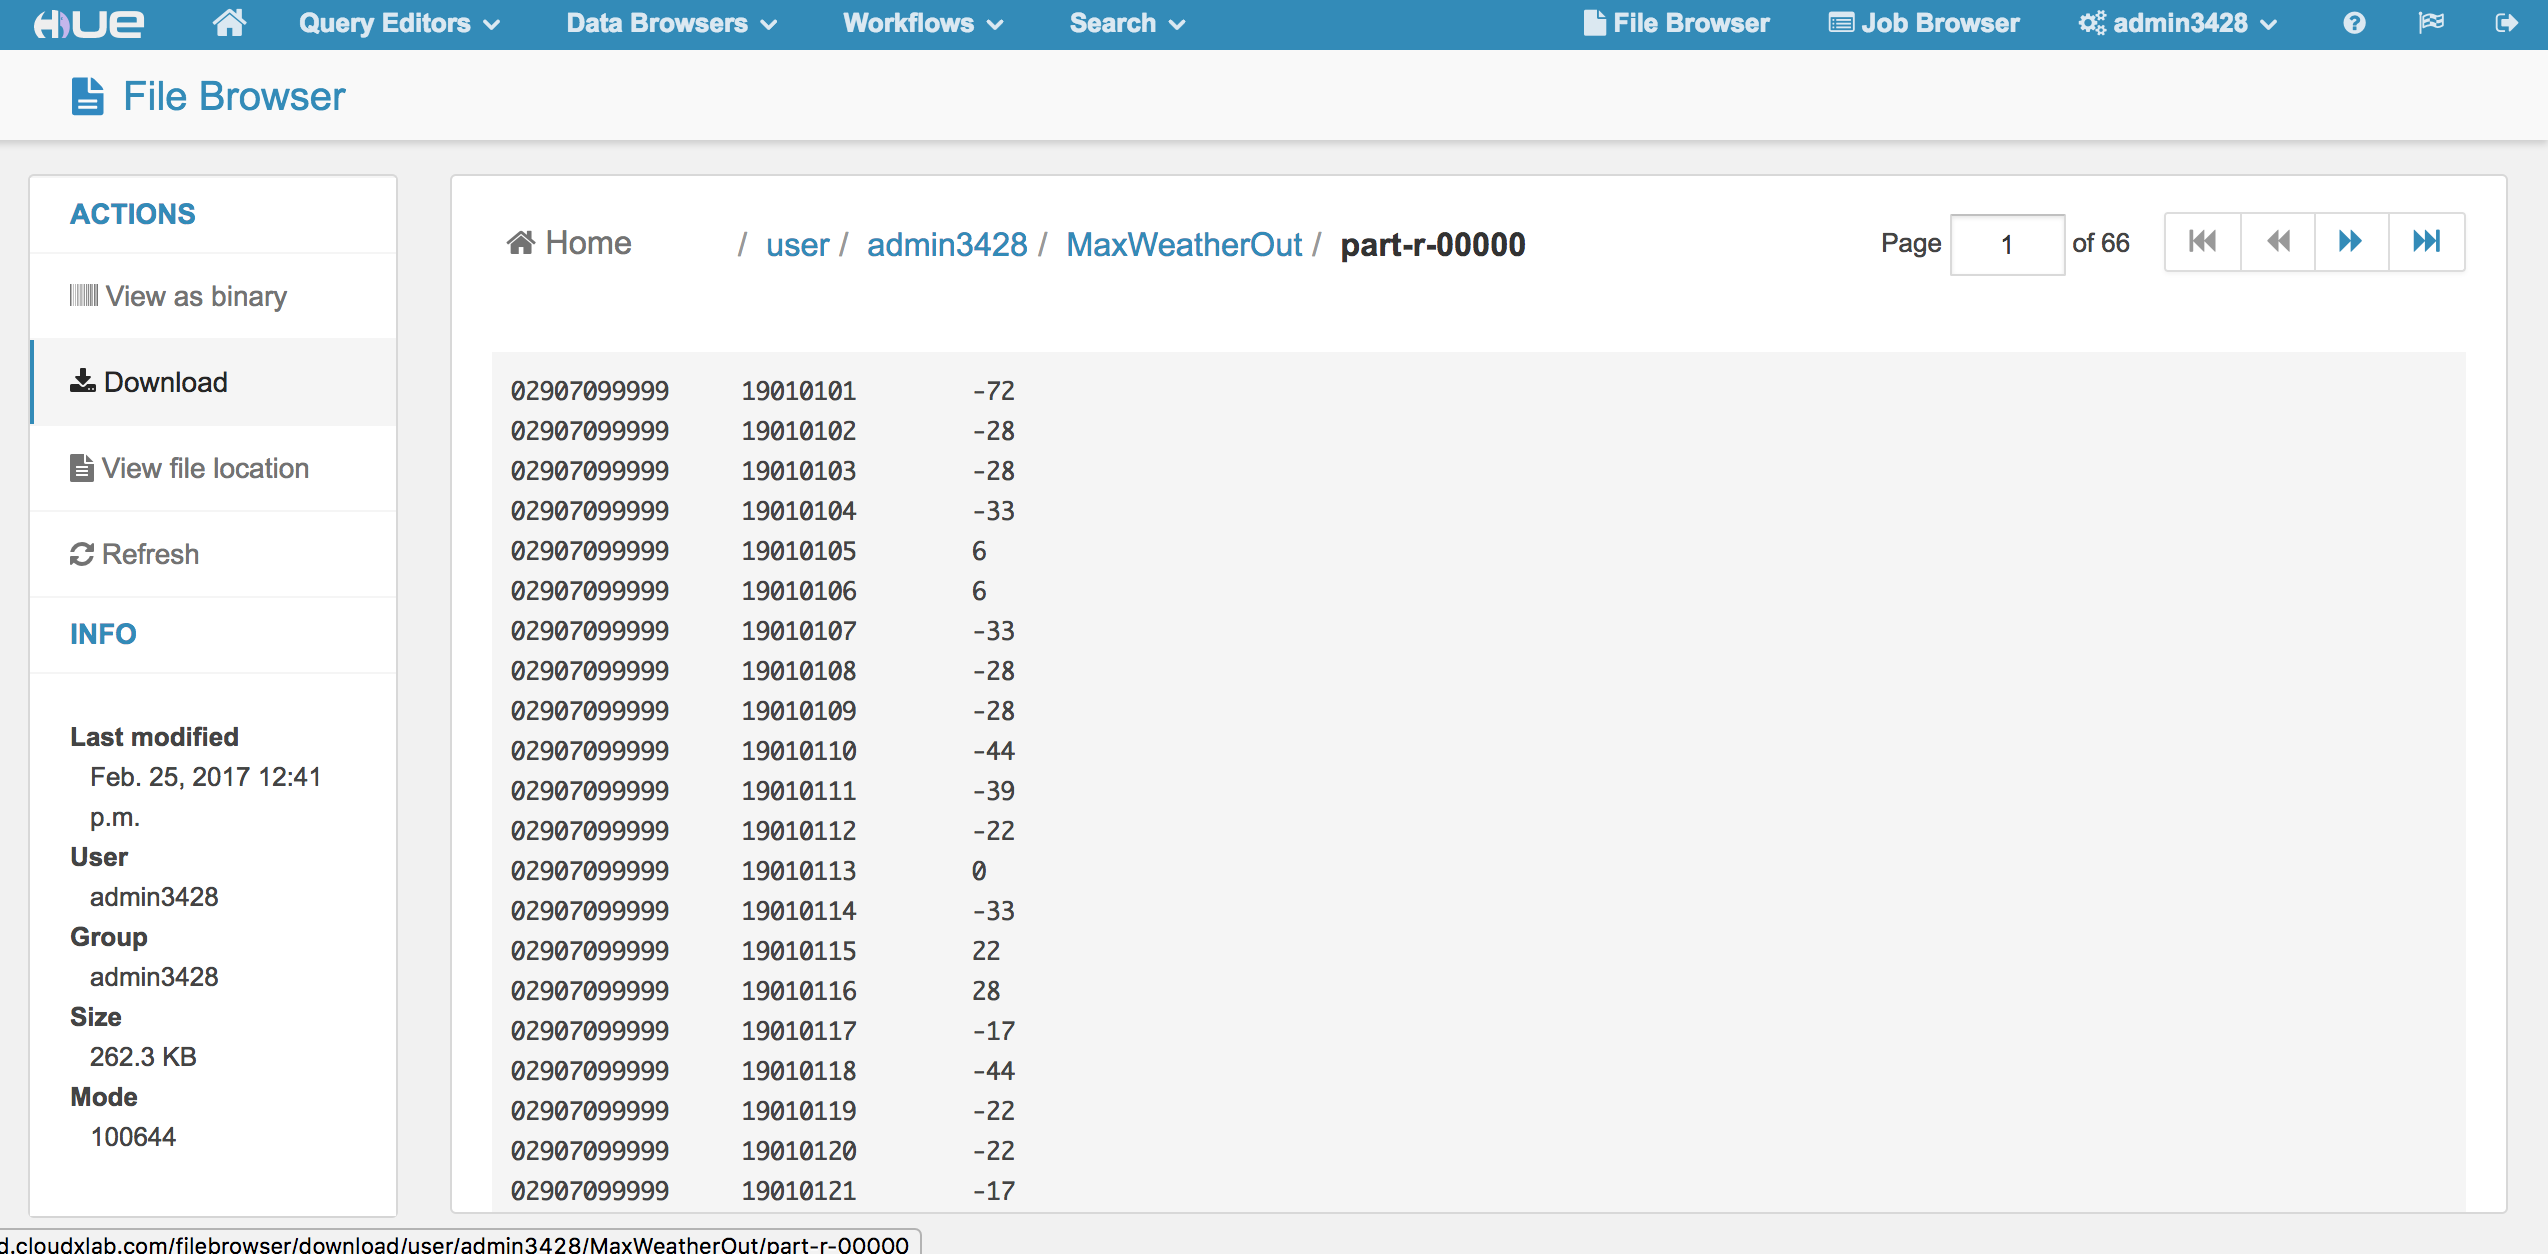 HUE Query Editors Data Browsers Workflows Search File Browser Job Browser admin3428
File Browser
ACTIONS
View as binary
Download
View file location
Refresh
INFO
Last modified
Feb. 25, 2017 12:41
p.m.
User
admin3428
Group
admin3428
Size
262.3 KB
Mode
100644
Home / user / admin3428 / MaxWeatherOut / part-r-00000
Page 1 of 66
02907099999 19010101 -72
02907099999 19010102 -28
02907099999 19010103 -28
02907099999 19010104 -33
02907099999 19010105 6
02907099999 19010106 6
02907099999 19010107 -33
02907099999 19010108 -28
02907099999 19010109 -28
02907099999 19010110 -44
02907099999 19010111 -39
02907099999 19010112 -22
02907099999 19010113 0
02907099999 19010114 -33
02907099999 19010115 22
02907099999 19010116 28
02907099999 19010117 -17
02907099999 19010118 -44
02907099999 19010119 -22
02907099999 19010120 -22
02907099999 19010121 -17
d.cloudxlab.com/filebrowser/download/user/admin3428/MaxWeatherOut/part-r-00000